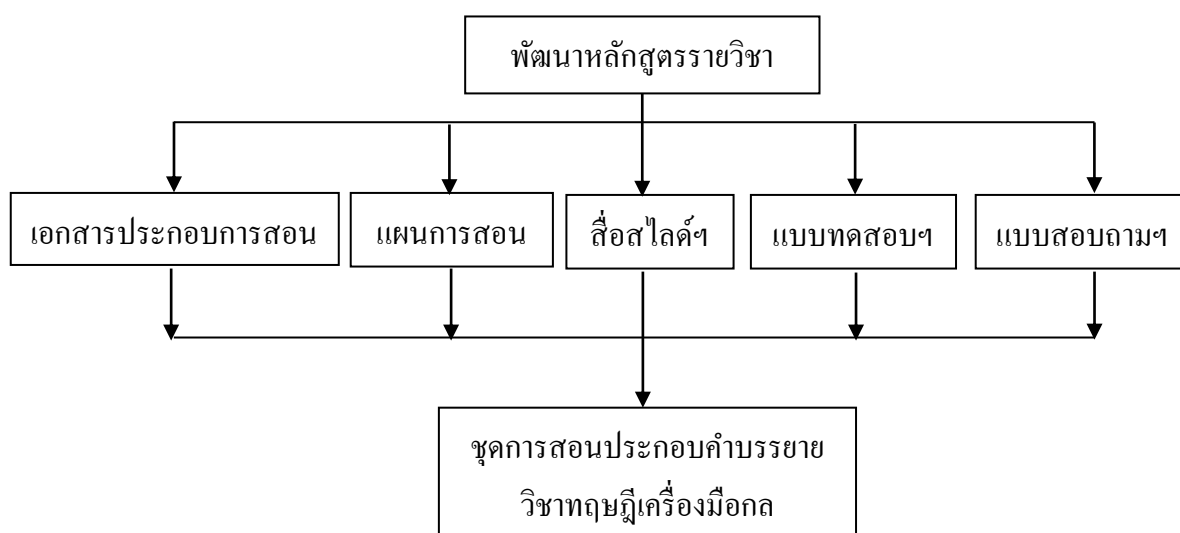 พัฒนาหลักสูตรรายวิชา
เอกสารประกอบการสอน
แผนการสอน
สื่อสไลด์ฯ
แบบทดสอบฯ
แบบสอบถามฯ
ชุดการสอนประกอบคำบรรยาย
วิชาทฤษฎีเครื่องมือกล